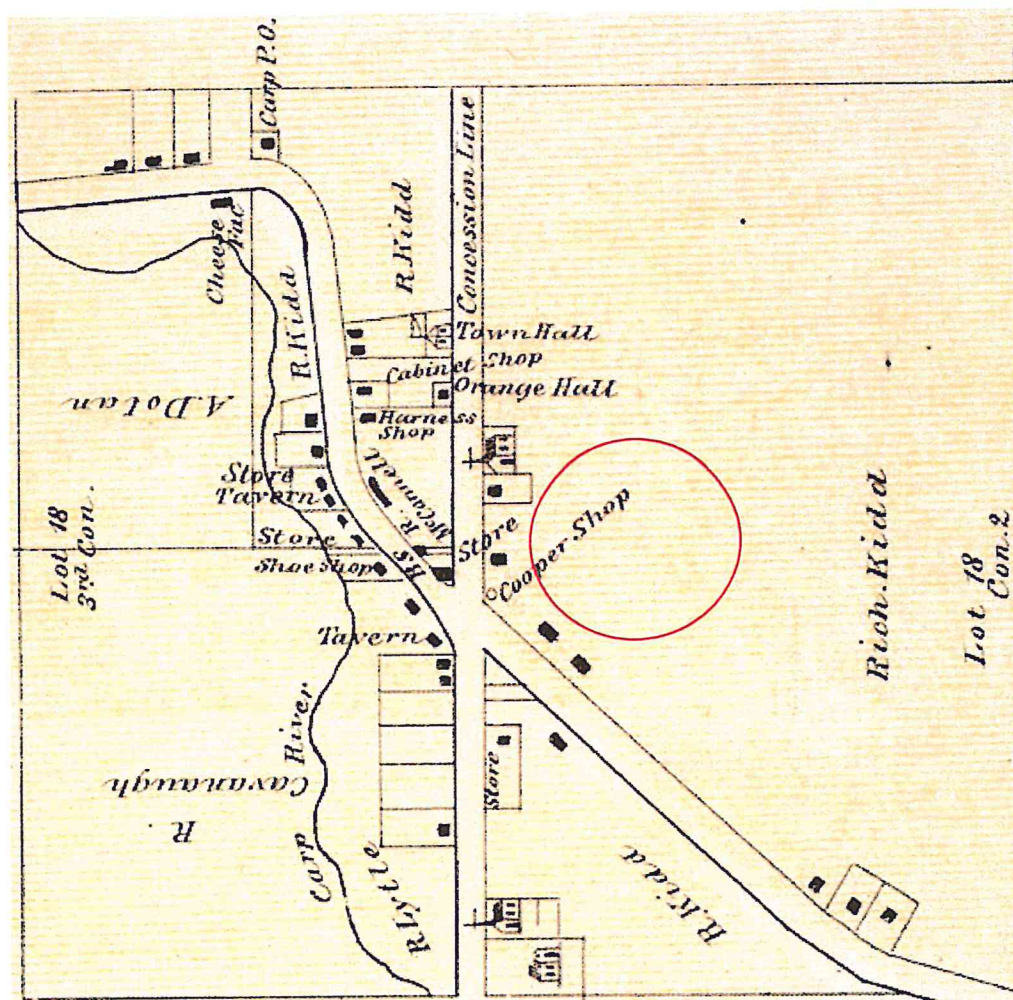 Carp P.O.
Concession Line
Cheese
Fac
R. Kidd
R. Kidd
Town Hall
Cabinet Shop
Orange Hall
Harness
Shop
A. Dolan
Store
Tavern
R.
McCannell
Store
B.S
Store
Shoe shop
Cooper Shop
Lot 18
3rd Con.
Rich. Kidd
Lot 18
Con. 2
Tavern
Carp River
R
Cavanaugh
R Lytle
Store
R. Kidd